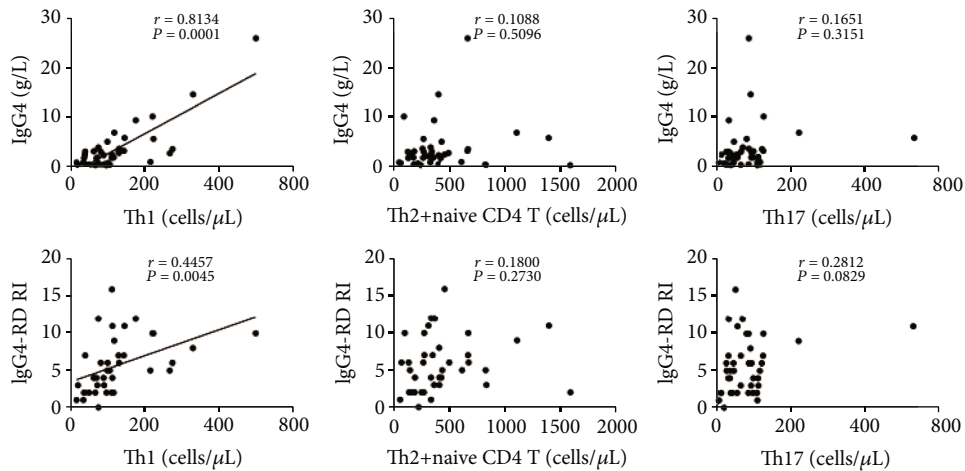 r = 0.8134
P = 0.0001
IgG4 (g/L)
30
20
10
0
0 200 400 800
Th1 (cells/μL)
r = 0.1088
P = 0.5096
IgG4 (g/L)
30
20
10
0
0 500 1000 1500 2000
Th2+naive CD4 T (cells/μL)
r = 0.1651
P = 0.3151
IgG4 (g/L)
30
20
10
0
0 200 400 600 800
Th17 (cells/μL)
r = 0.4457
P = 0.0045
IgG4-RD RI
20
15
10
5
0
0 200 400 800
Th1 (cells/μL)
r = 0.1800
P = 0.2730
IgG4-RD RI
20
15
10
5
0
0 500 1000 1500 2000
Th2+naive CD4 T (cells/μL)
r = 0.2812
P = 0.0829
IgG4-RD RI
20
15
10
5
0
0 200 400 600 800
Th17 (cells/μL)